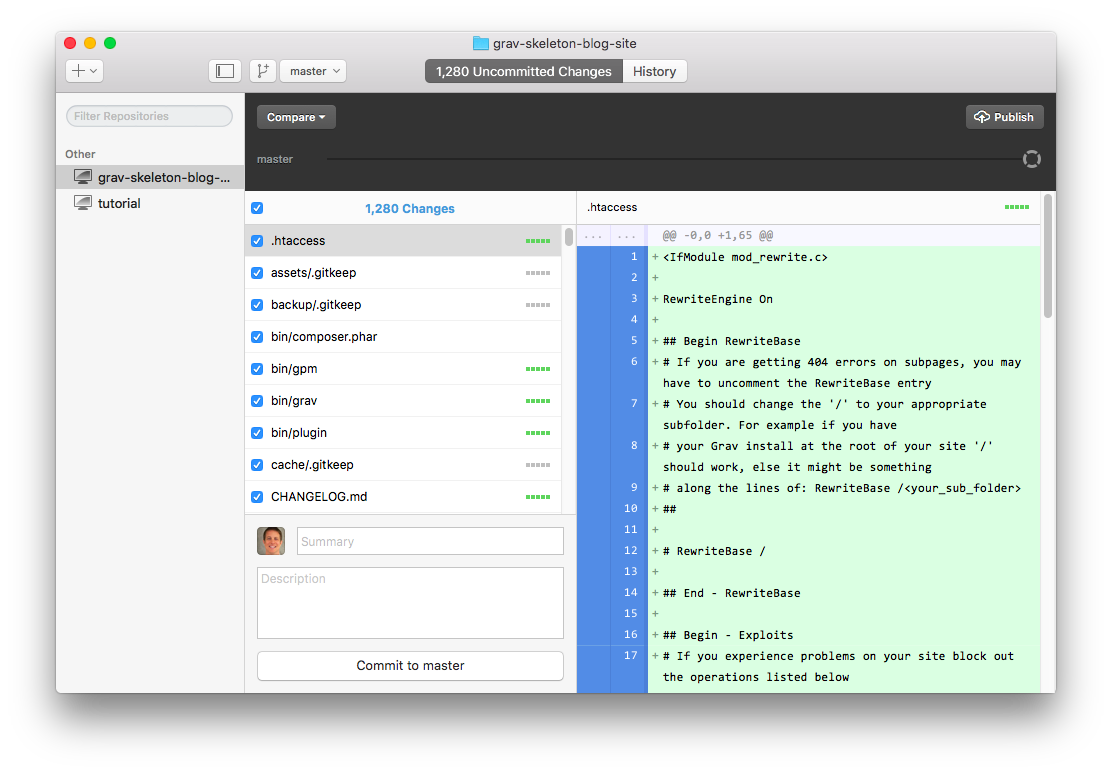 grav-skeleton-blog-site
master
1,280 Uncommitted Changes
History
Filter Repositories
Other
grav-skeleton-blog-...
tutorial
Compare
Publish
master
1,280 Changes
.htaccess
assets/.gitkeep
backup/.gitkeep
bin/composer.phar
bin/gpm
bin/grav
bin/plugin
cache/.gitkeep
CHANGELOG.md
Summary
Description
Commit to master
.htaccess
... ... @@ -0,0 +1,65 @@
1 +<IfModule mod_rewrite.c>
2 +
3 +RewriteEngine On
4 +
5 +## Begin RewriteBase
6 +# If you are getting 404 errors on subpages, you may
have to uncomment the RewriteBase entry
7 +# You should change the '/' to your appropriate
subfolder. For example if you have
8 +# your Grav install at the root of your site '/'
should work, else it might be something
9 +# along the lines of: RewriteBase /<your_sub_folder>
10 +##
11 +
12 +# RewriteBase /
13 +
14 +## End - RewriteBase
15 +
16 +## Begin - Exploits
17 +# If you experience problems on your site block out
the operations listed below